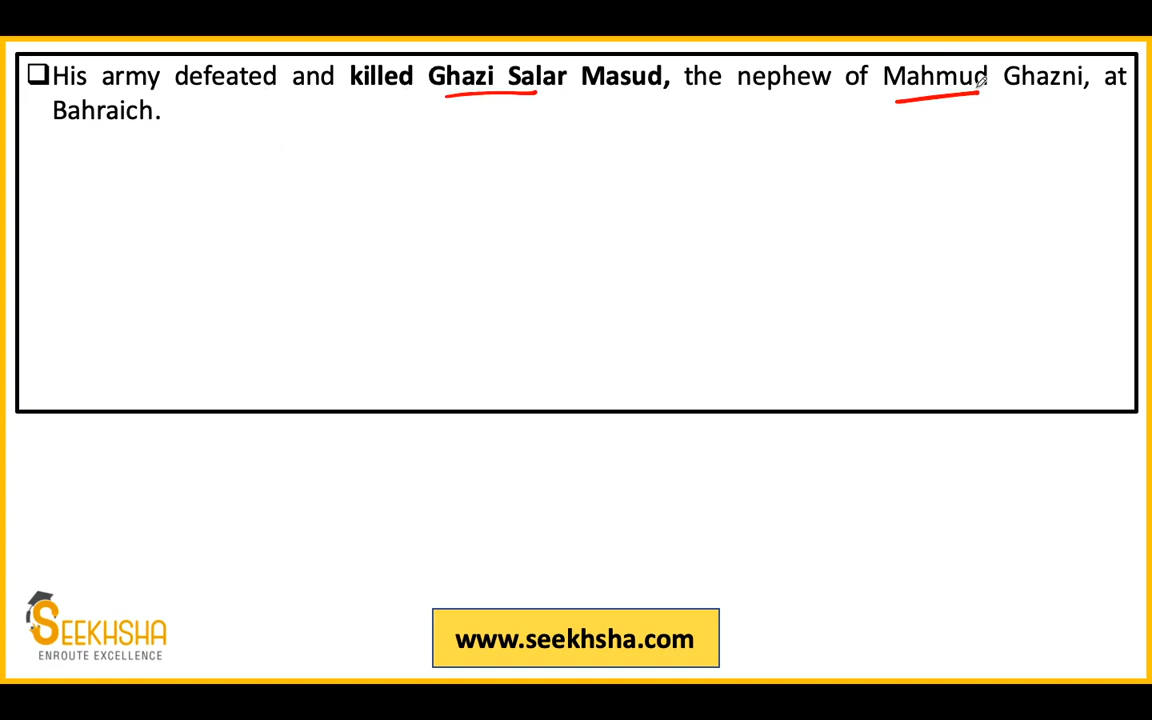 His army defeated and killed Ghazi Salar Masud, the nephew of Mahmud Ghazni, at
Bahraich.
SEEKHSHA
ENROUTE EXCELLENCE
www.seekhsha.com